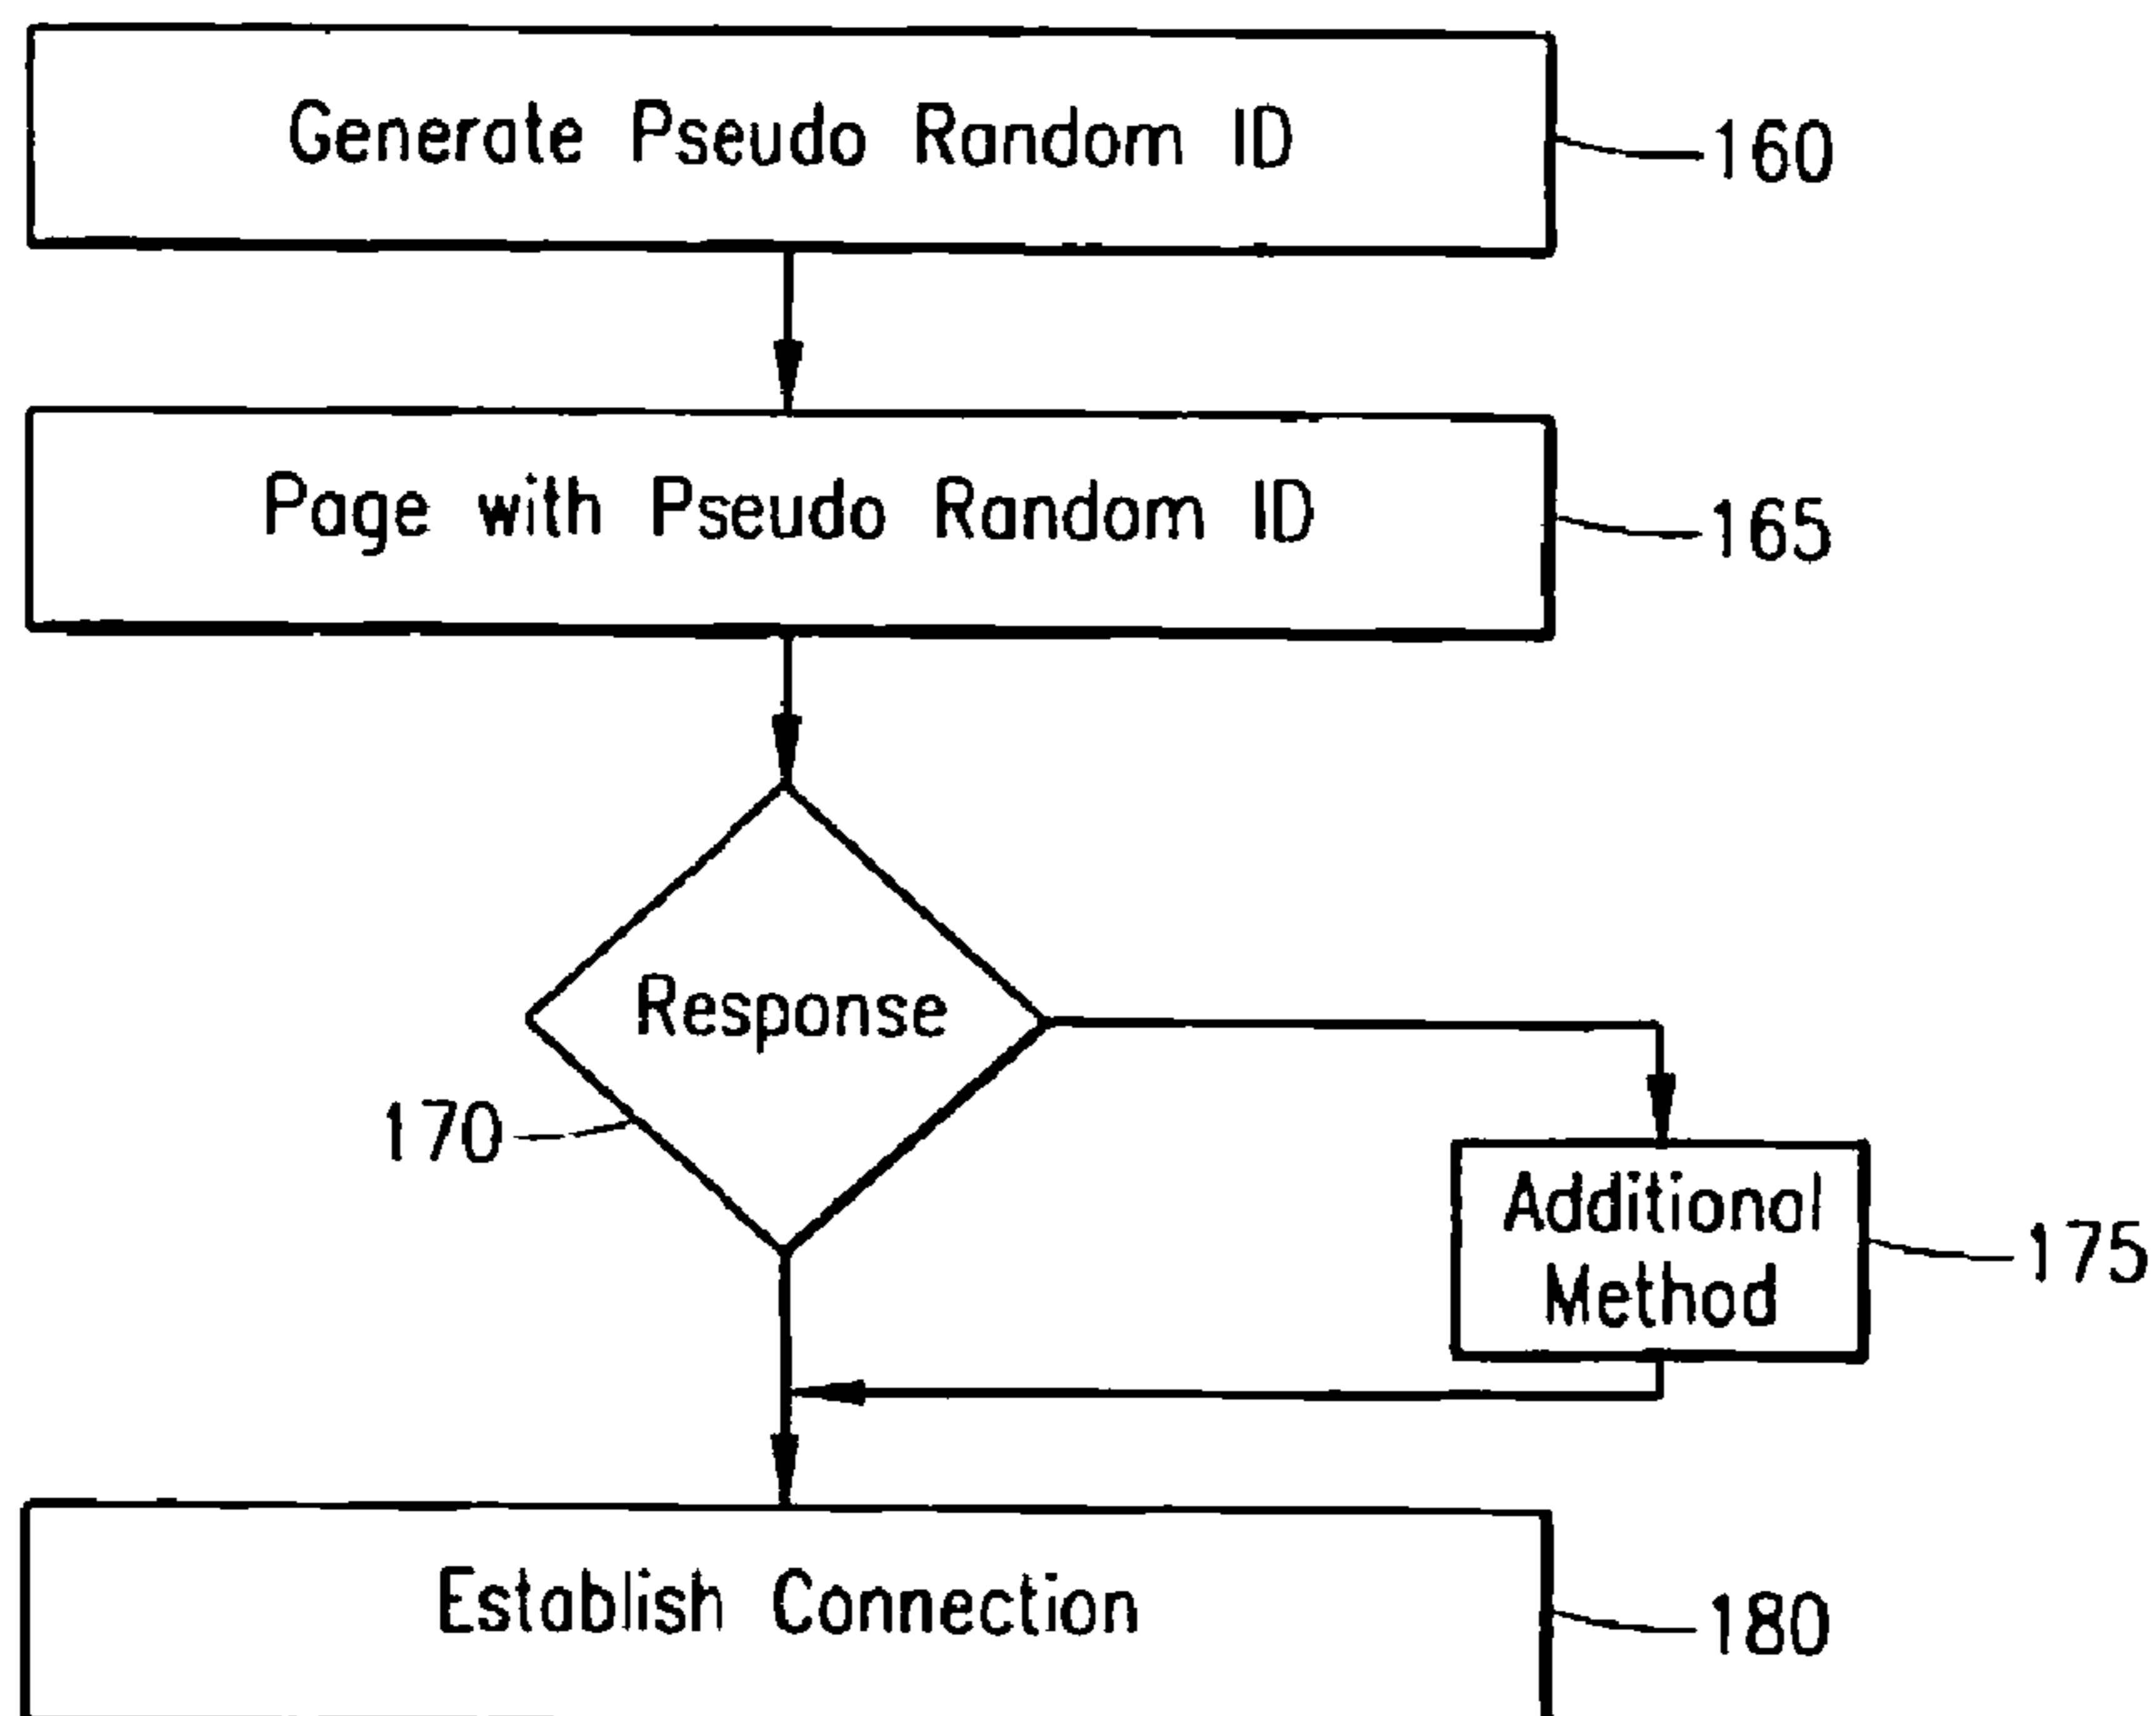 Generate Pseudo Random ID
160
Page with Pseudo Random ID
165
Response
170
Additional
Method
175
Establish Connection
180